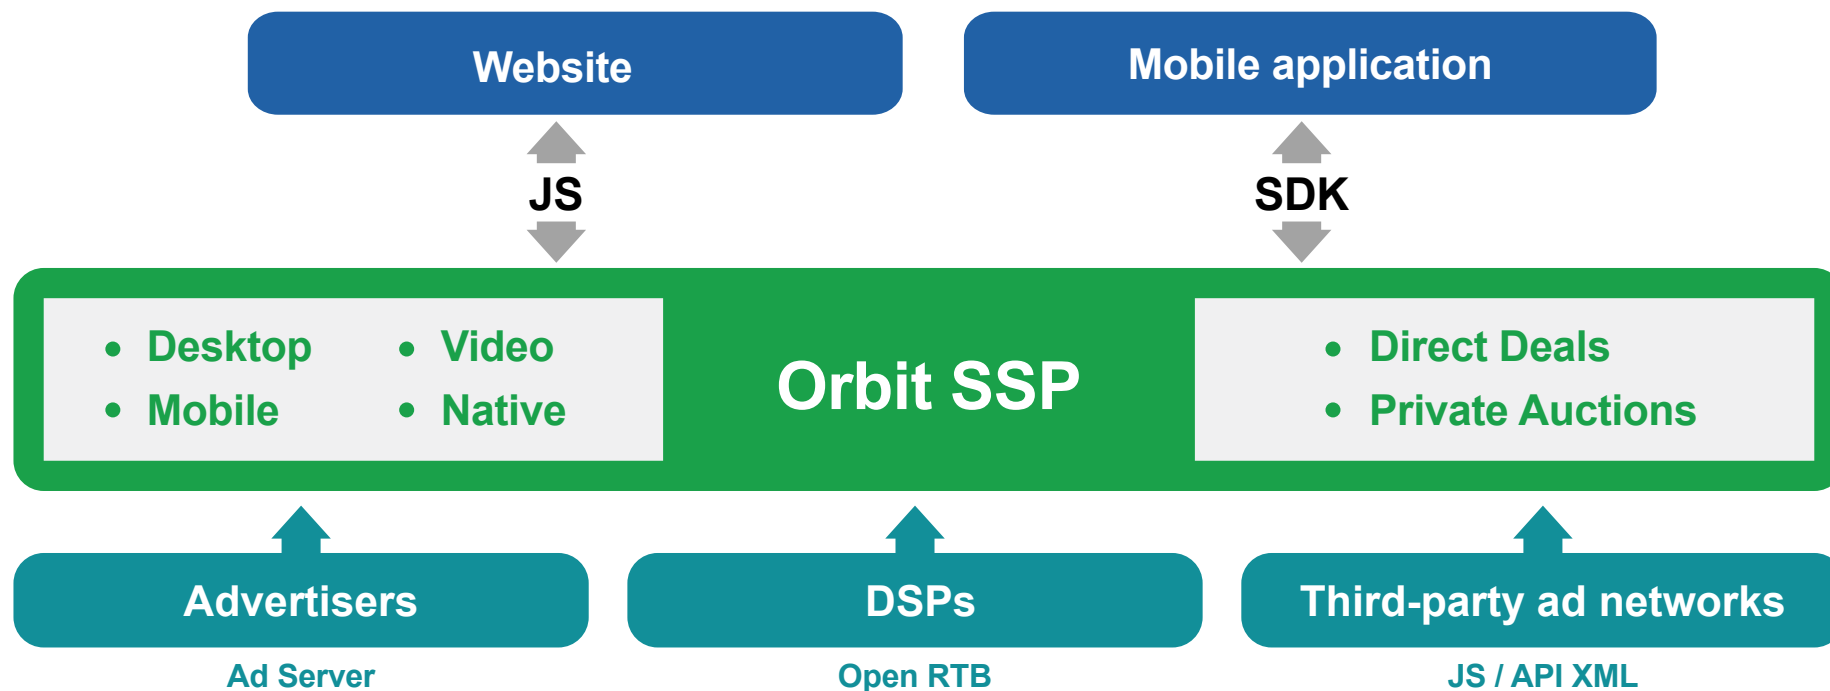 Website
Mobile application
JS
SDK
• Desktop
• Mobile
• Video
• Native
Orbit SSP
• Direct Deals
• Private Auctions
Advertisers
DSPs
Third-party ad networks
Ad Server
Open RTB
JS / API XML